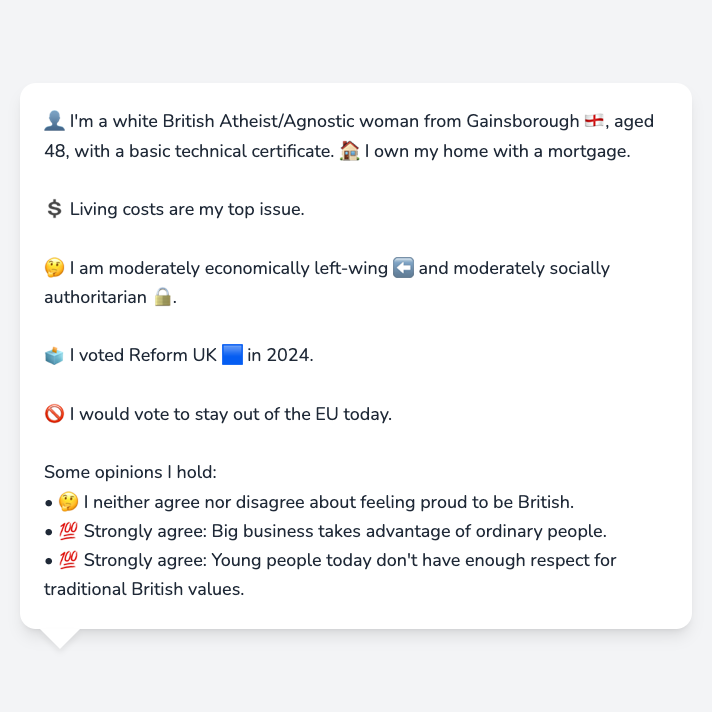 👤 I'm a white British Atheist/Agnostic woman from Gainsborough 🏴󠁧󠁢󠁥󠁮󠁧󠁿, aged
48, with a basic technical certificate. 🏠 I own my home with a mortgage.
💲 Living costs are my top issue.
🤔 I am moderately economically left-wing ⬅️ and moderately socially
authoritarian 🔒.
🗳️ I voted Reform UK 🟦 in 2024.
🚫 I would vote to stay out of the EU today.
Some opinions I hold:
• 🤔 I neither agree nor disagree about feeling proud to be British.
• 💯 Strongly agree: Big business takes advantage of ordinary people.
• 💯 Strongly agree: Young people today don't have enough respect for
traditional British values.